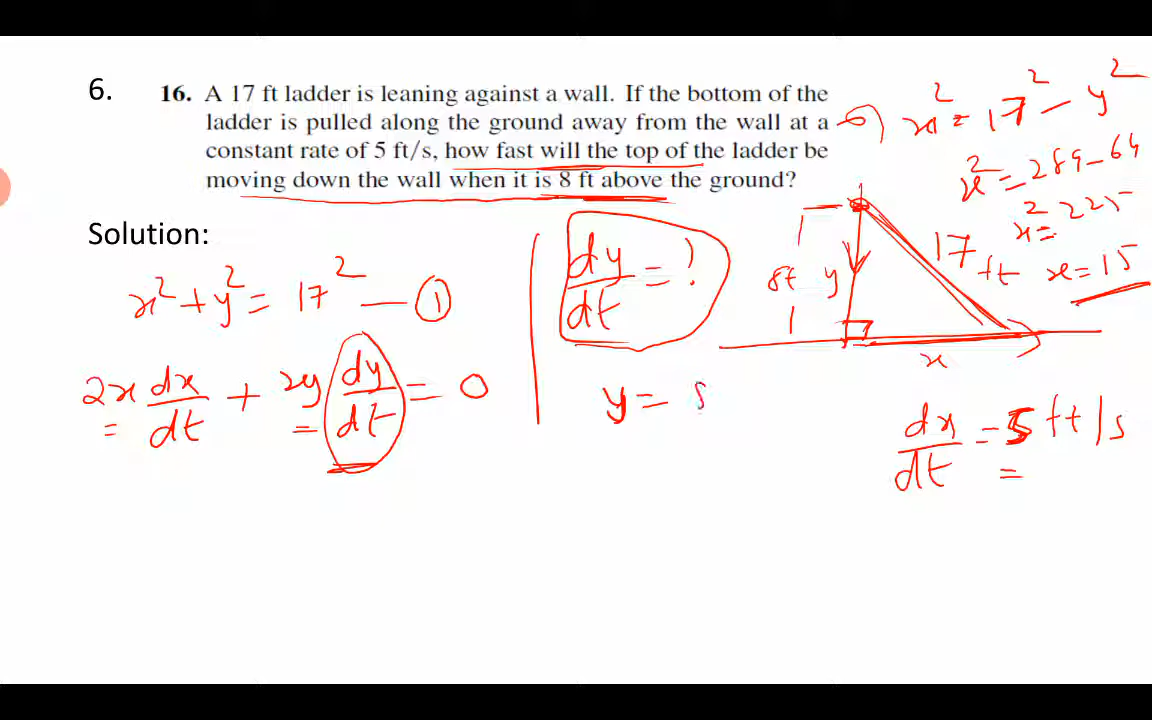 6.
16. A 17 ft ladder is leaning against a wall. If the bottom of the
ladder is pulled along the ground away from the wall at a
constant rate of 5 ft/s, how fast will the top of the ladder be
moving down the wall when it is 8 ft above the ground?
x² = 17² − y²
x² = 289 − 64
x² = 225
x = 15
Solution:
x² + y² = 17² — ①
2x dx/dt + 2y dy/dt = 0
dy/dt = ?
y = 8
8ft y
17 ft
x
dx/dt = 5 ft/s